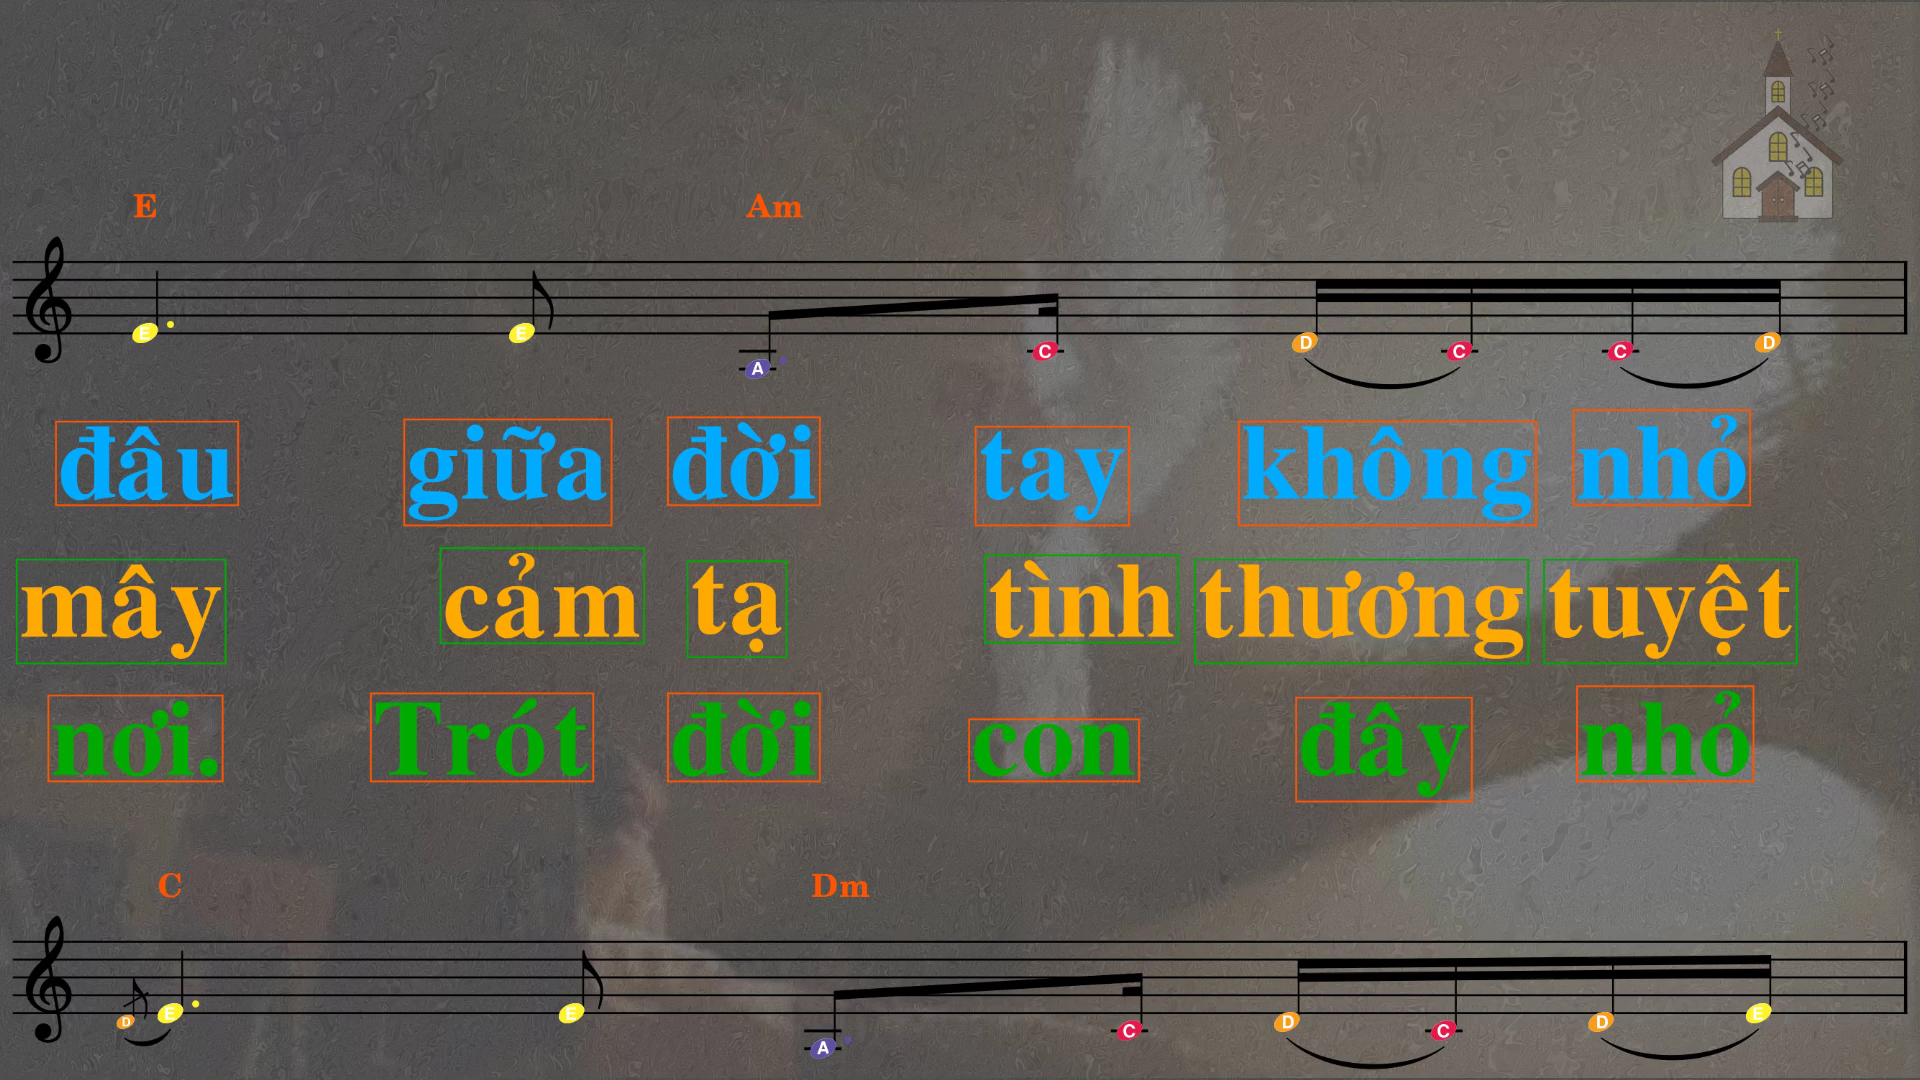 E Am
E E A C D C C D
đâu giữa đời tay không nhỏ
mây cảm tạ tình thương tuyệt
nơi. Trót đời con đây nhỏ
C Dm
D E E A C D C D E